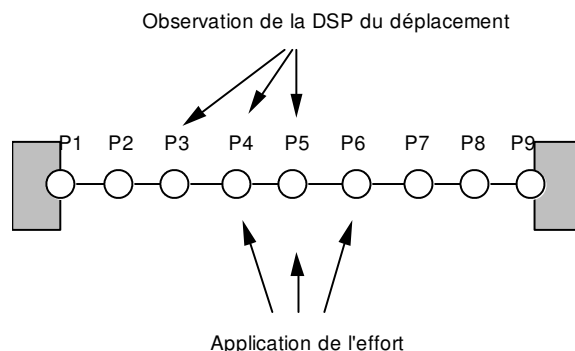 Observation de la DSP du déplacement
P1 P2 P3 P4 P5 P6 P7 P8 P9
Application de l'effort